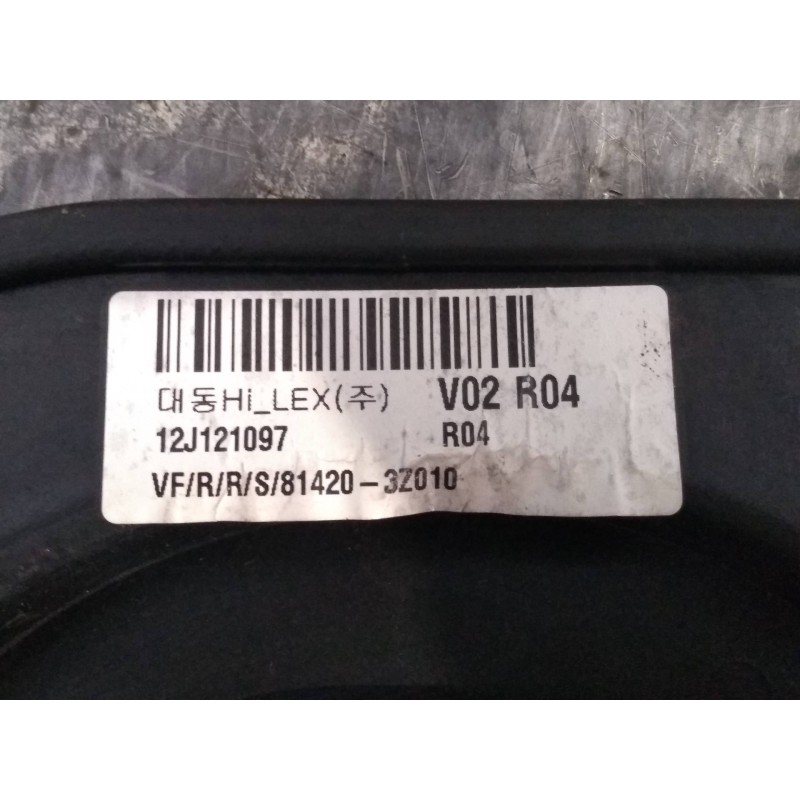 대동Hi_LEX(주) V02 R04
12J121097 R04
VF/R/R/S/81420-3Z010